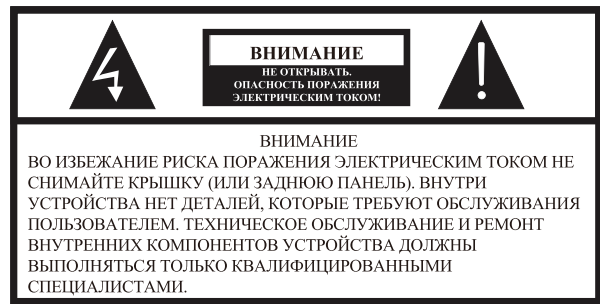 ВНИМАНИЕ
НЕ ОТКРЫВАТЬ.
ОПАСНОСТЬ ПОРАЖЕНИЯ
ЭЛЕКТРИЧЕСКИМ ТОКОМ!
ВНИМАНИЕ
ВО ИЗБЕЖАНИЕ РИСКА ПОРАЖЕНИЯ ЭЛЕКТРИЧЕСКИМ ТОКОМ НЕ
СНИМАЙТЕ КРЫШКУ (ИЛИ ЗАДНЮЮ ПАНЕЛЬ). ВНУТРИ
УСТРОЙСТВА НЕТ ДЕТАЛЕЙ, КОТОРЫЕ ТРЕБУЮТ ОБСЛУЖИВАНИЯ
ПОЛЬЗОВАТЕЛЕМ. ТЕХНИЧЕСКОЕ ОБСЛУЖИВАНИЕ И РЕМОНТ
ВНУТРЕННИХ КОМПОНЕНТОВ УСТРОЙСТВА ДОЛЖНЫ
ВЫПОЛНЯТЬСЯ ТОЛЬКО КВАЛИФИЦИРОВАННЫМИ
СПЕЦИАЛИСТАМИ.